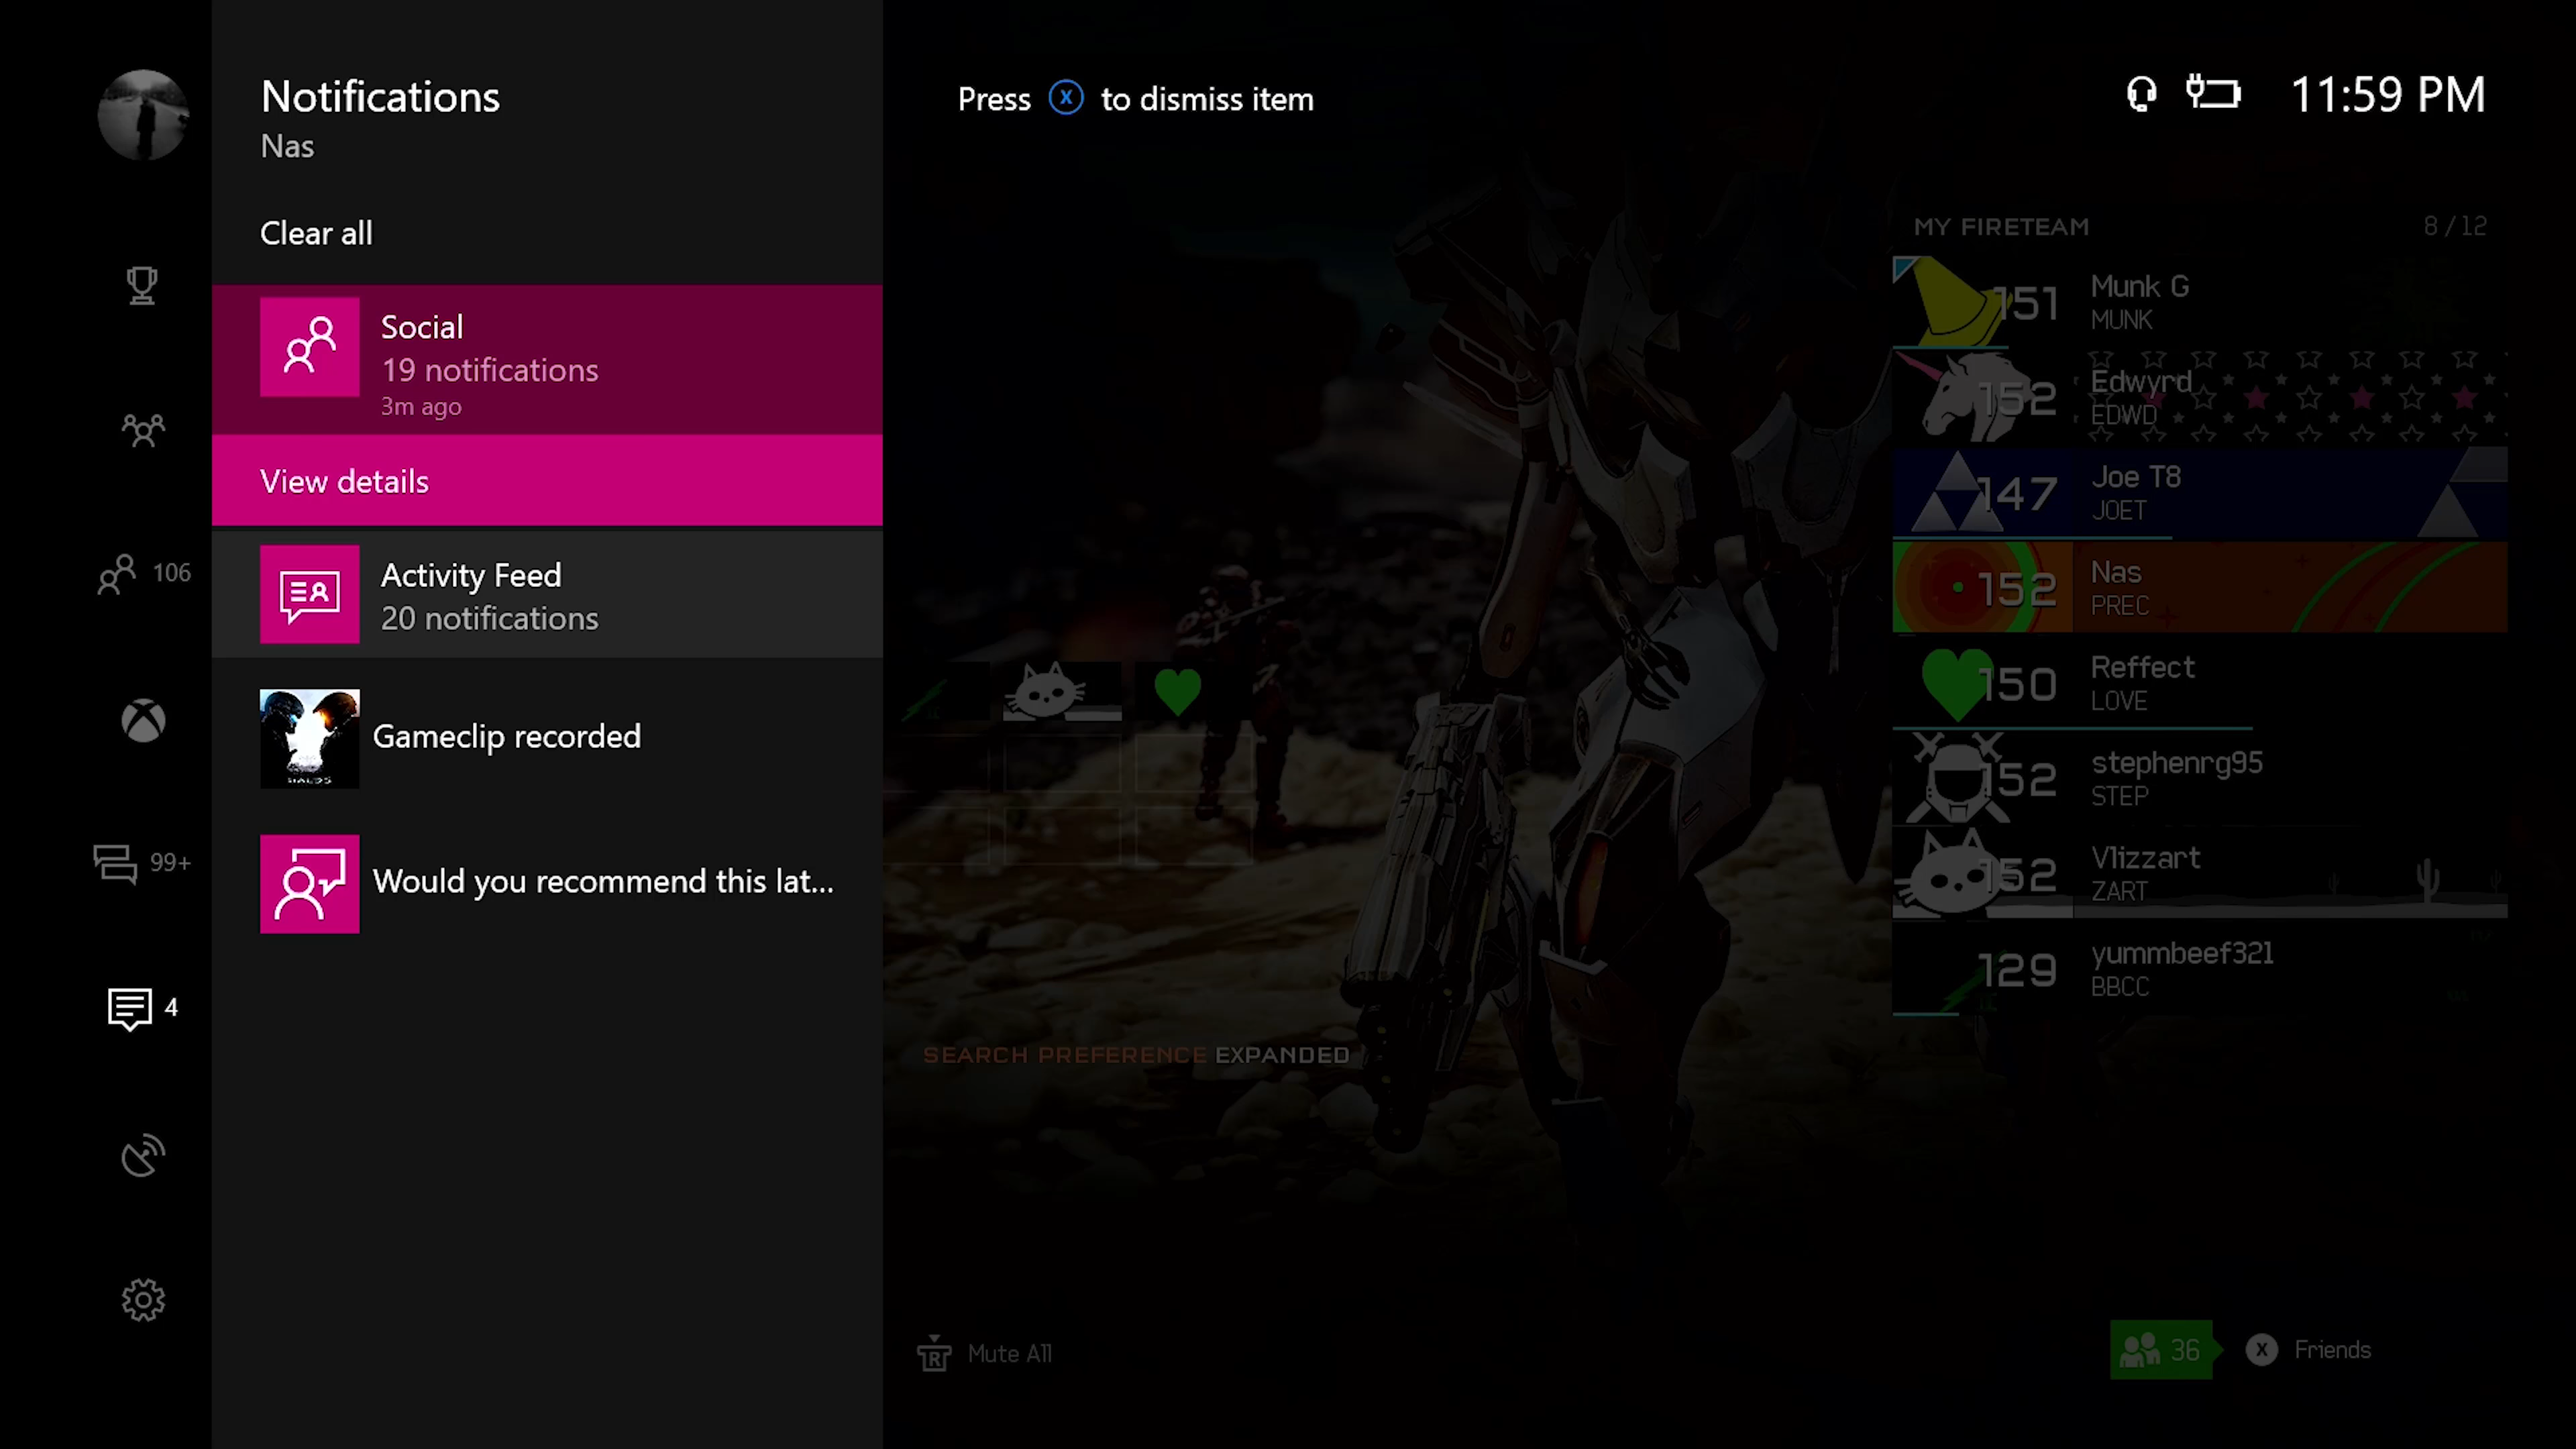 Notifications
Nas
Clear all
Social
19 notifications
3m ago
View details
Activity Feed
20 notifications
HALO 5
Gameclip recorded
Would you recommend this lat...
106
99+
4
Press X to dismiss item
11:59 PM
MY FIRETEAM 8/12
151 Munk G
MUNK
152 Edwyrd
EDWD
147 Joe T8
JOET
152 Nas
PREC
150 Reffect
LOVE
152 stephenrg95
STEP
152 Vlizzart
ZART
129 yummbeef321
BBCC
SEARCH PREFERENCE EXPANDED
R Mute All
36 X Friends